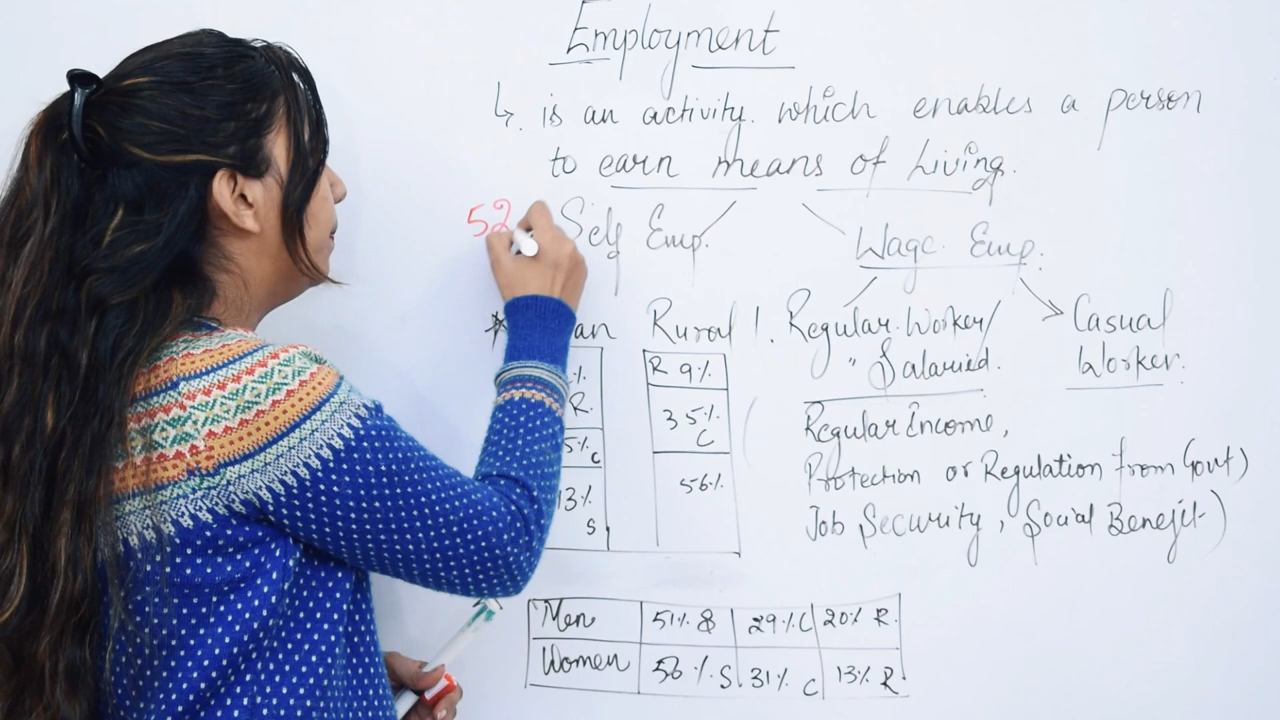 Employment
↳ is an activity which enables a person
to earn means of Living.
52
Self Emp.
Wage Emp.
Rural
Regular Worker/
" Salaried.
Casual
Worker.
R 9%
35%
C
56%
%
R.
5% C
13%
S
Regular Income,
Protection or Regulation from Govt)
Job Security, Social Benefit)
Men 51% S 29% C 20% R.
Women 56 %.S 31% C 13% R